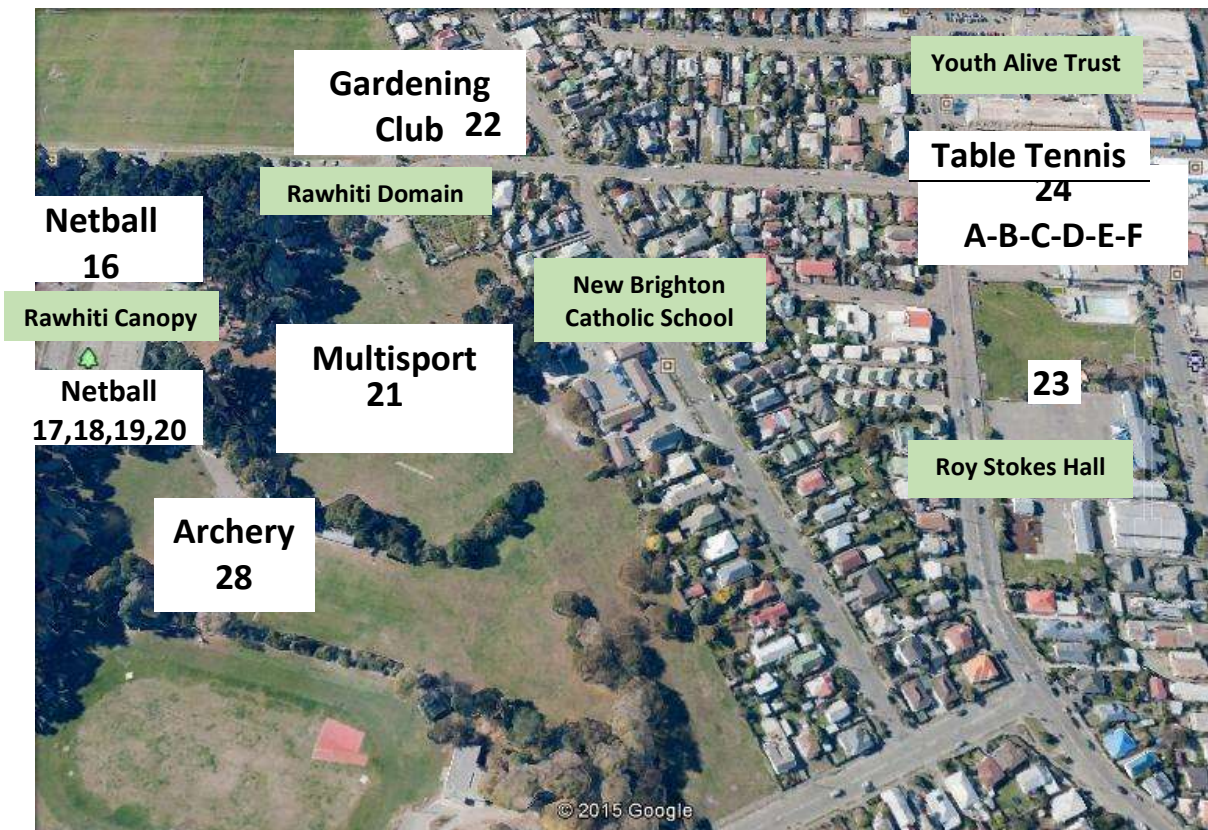 Gardening
Club 22
Youth Alive Trust
Table Tennis
24
A-B-C-D-E-F
Rawhiti Domain
Netball
16
Rawhiti Canopy
Netball
17,18,19,20
Multisport
21
New Brighton
Catholic School
23
Roy Stokes Hall
Archery
28
© 2015 Google